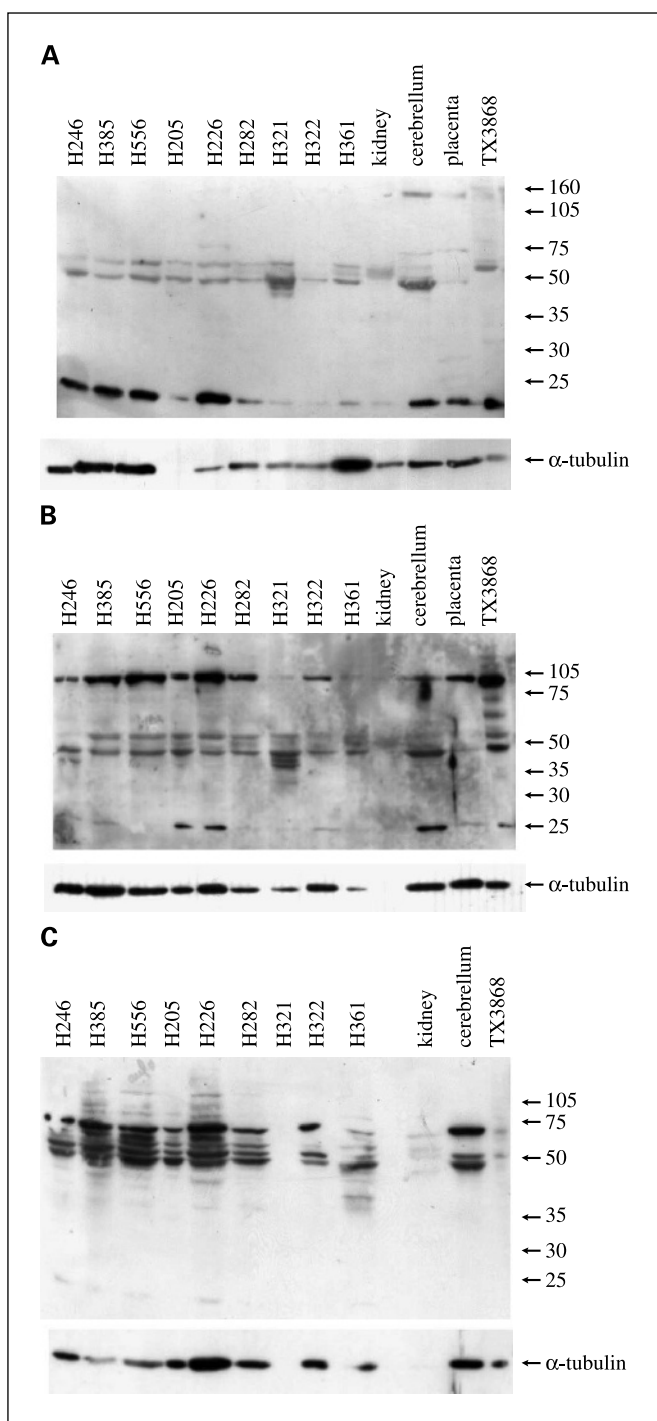 A
H246 H385 H556 H205 H226 H282 H321 H322 H361 kidney cerebrellum placenta TX3868
← 160
← 105
← 75
← 50
← 35
← 30
← 25
← α-tubulin
B
H246 H385 H556 H205 H226 H282 H321 H322 H361 kidney cerebrellum placenta TX3868
← 105
← 75
← 50
← 35
← 30
← 25
← α-tubulin
C
H246 H385 H556 H205 H226 H282 H321 H322 H361 kidney cerebrellum TX3868
← 105
← 75
← 50
← 35
← 30
← 25
← α-tubulin